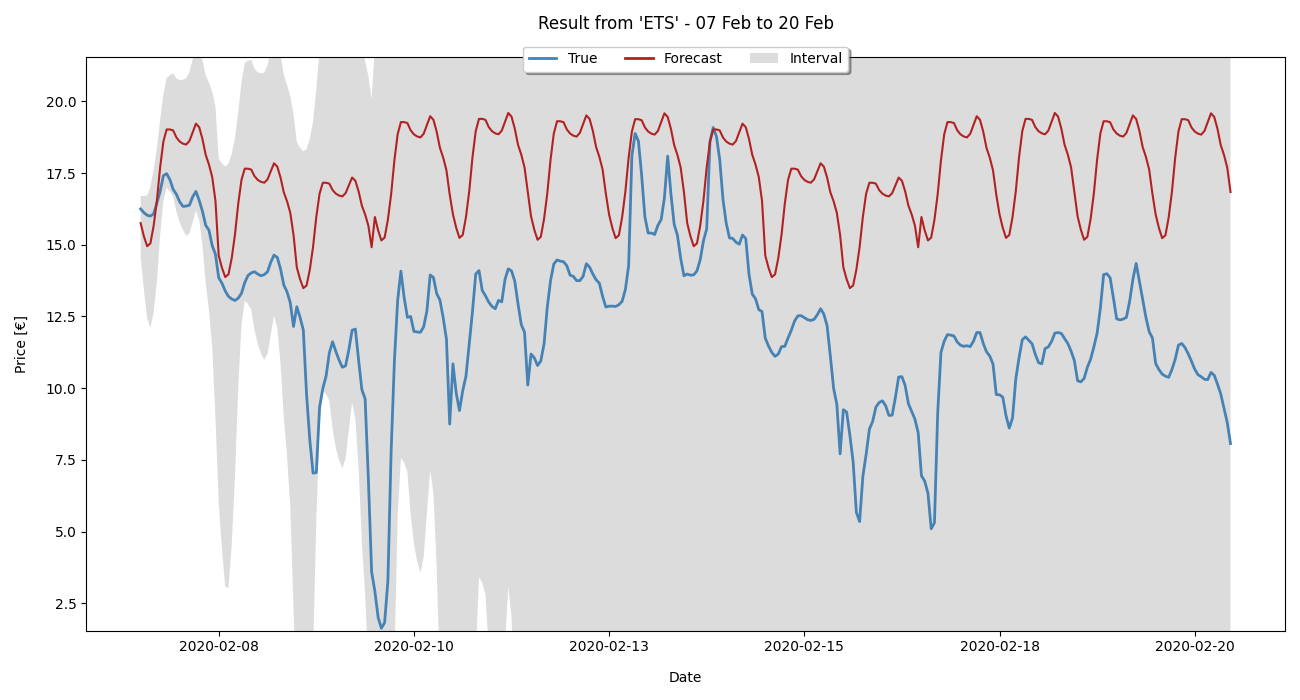 Result from 'ETS' - 07 Feb to 20 Feb
True
Forecast
Interval
20.0
17.5
15.0
12.5
10.0
7.5
5.0
2.5
Price [€]
2020-02-08
2020-02-10
2020-02-13
2020-02-15
2020-02-18
2020-02-20
Date